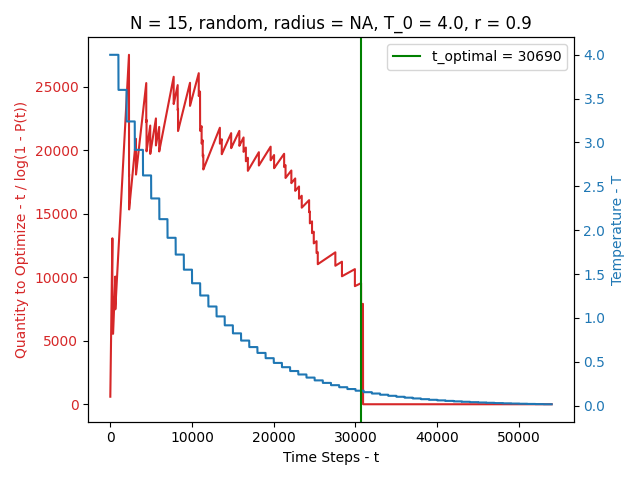 N = 15, random, radius = NA, T_0 = 4.0, r = 0.9
t_optimal = 30690
Quantity to Optimize - t / log(1 - P(t))
25000
20000
15000
10000
5000
0
4.0
3.5
3.0
2.5
2.0
1.5
1.0
0.5
0.0
Temperature - T
0 10000 20000 30000 40000 50000
Time Steps - t